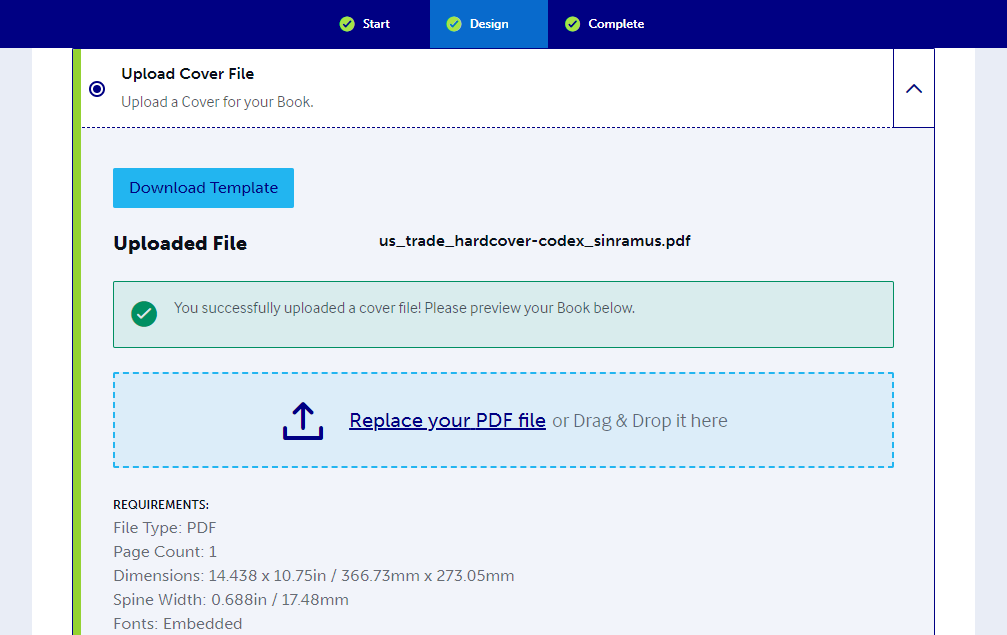 Start
Design
Complete
Upload Cover File
Upload a Cover for your Book.
Download Template
Uploaded File
us_trade_hardcover-codex_sinramus.pdf
You successfully uploaded a cover file! Please preview your Book below.
Replace your PDF file or Drag & Drop it here
REQUIREMENTS:
File Type: PDF
Page Count: 1
Dimensions: 14.438 x 10.75in / 366.73mm x 273.05mm
Spine Width: 0.688in / 17.48mm
Fonts: Embedded